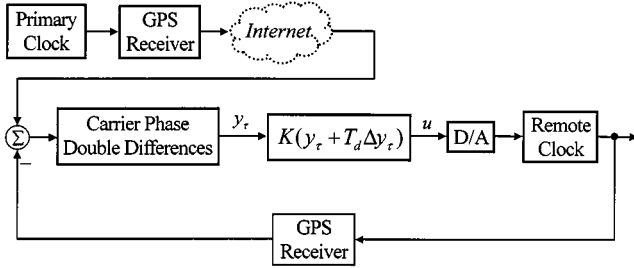 Primary
Clock
GPS
Receiver
Internet
Σ
−
Carrier Phase
Double Differences
y_τ
K(y_τ + T_d Δy_τ)
u
D/A
Remote
Clock
GPS
Receiver